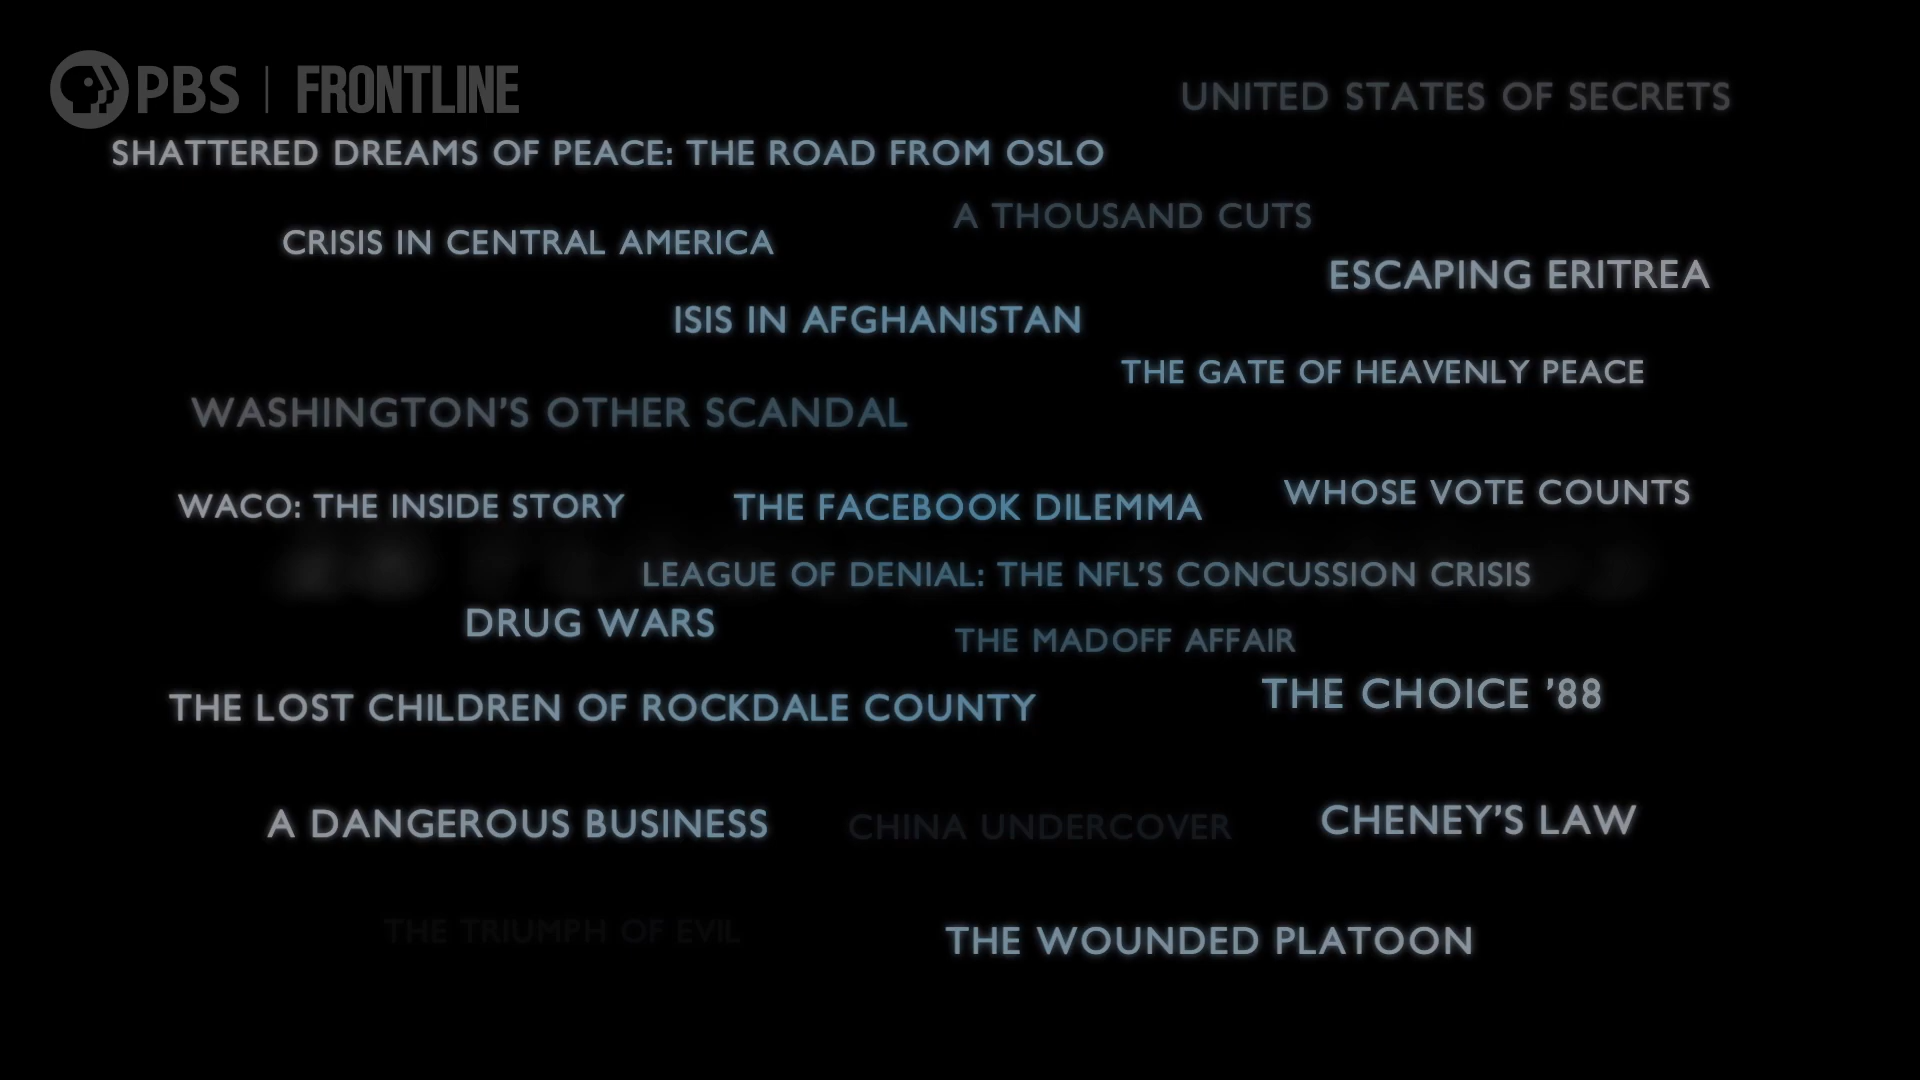 PBS | FRONTLINE
UNITED STATES OF SECRETS
SHATTERED DREAMS OF PEACE: THE ROAD FROM OSLO
A THOUSAND CUTS
CRISIS IN CENTRAL AMERICA
ESCAPING ERITREA
ISIS IN AFGHANISTAN
THE GATE OF HEAVENLY PEACE
WASHINGTON’S OTHER SCANDAL
WACO: THE INSIDE STORY
THE FACEBOOK DILEMMA
WHOSE VOTE COUNTS
LEAGUE OF DENIAL: THE NFL’S CONCUSSION CRISIS
DRUG WARS
THE MADOFF AFFAIR
THE LOST CHILDREN OF ROCKDALE COUNTY
THE CHOICE ’88
A DANGEROUS BUSINESS
CHINA UNDERCOVER
CHENEY’S LAW
THE TRIUMPH OF EVIL
THE WOUNDED PLATOON